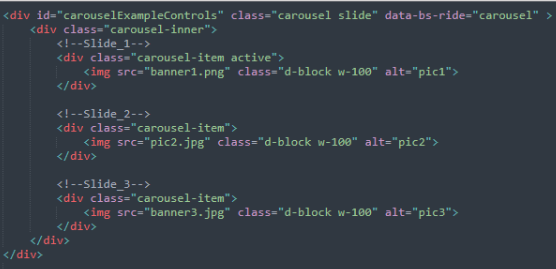 <div id="carouselExampleControls" class="carousel slide" data-bs-ride="carousel" >
<div class="carousel-inner">
<!--Slide_1-->
<div class="carousel-item active">
<img src="banner1.png" class="d-block w-100" alt="pic1">
</div>
<!--Slide_2-->
<div class="carousel-item">
<img src="pic2.jpg" class="d-block w-100" alt="pic2">
</div>
<!--Slide_3-->
<div class="carousel-item">
<img src="banner3.jpg" class="d-block w-100" alt="pic3">
</div>
</div>
</div>